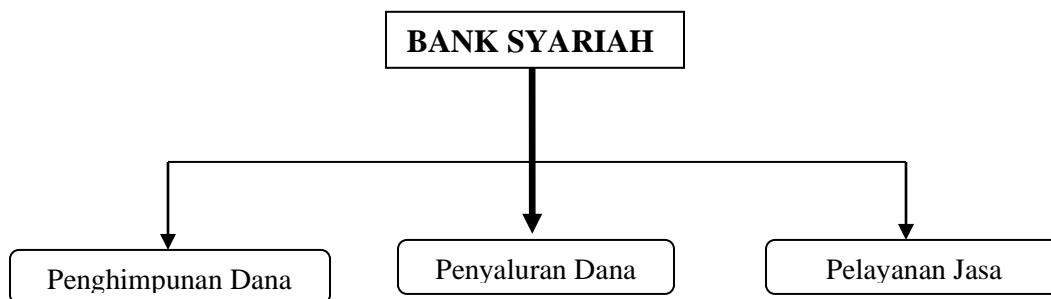 BANK SYARIAH
Penghimpunan Dana
Penyaluran Dana
Pelayanan Jasa